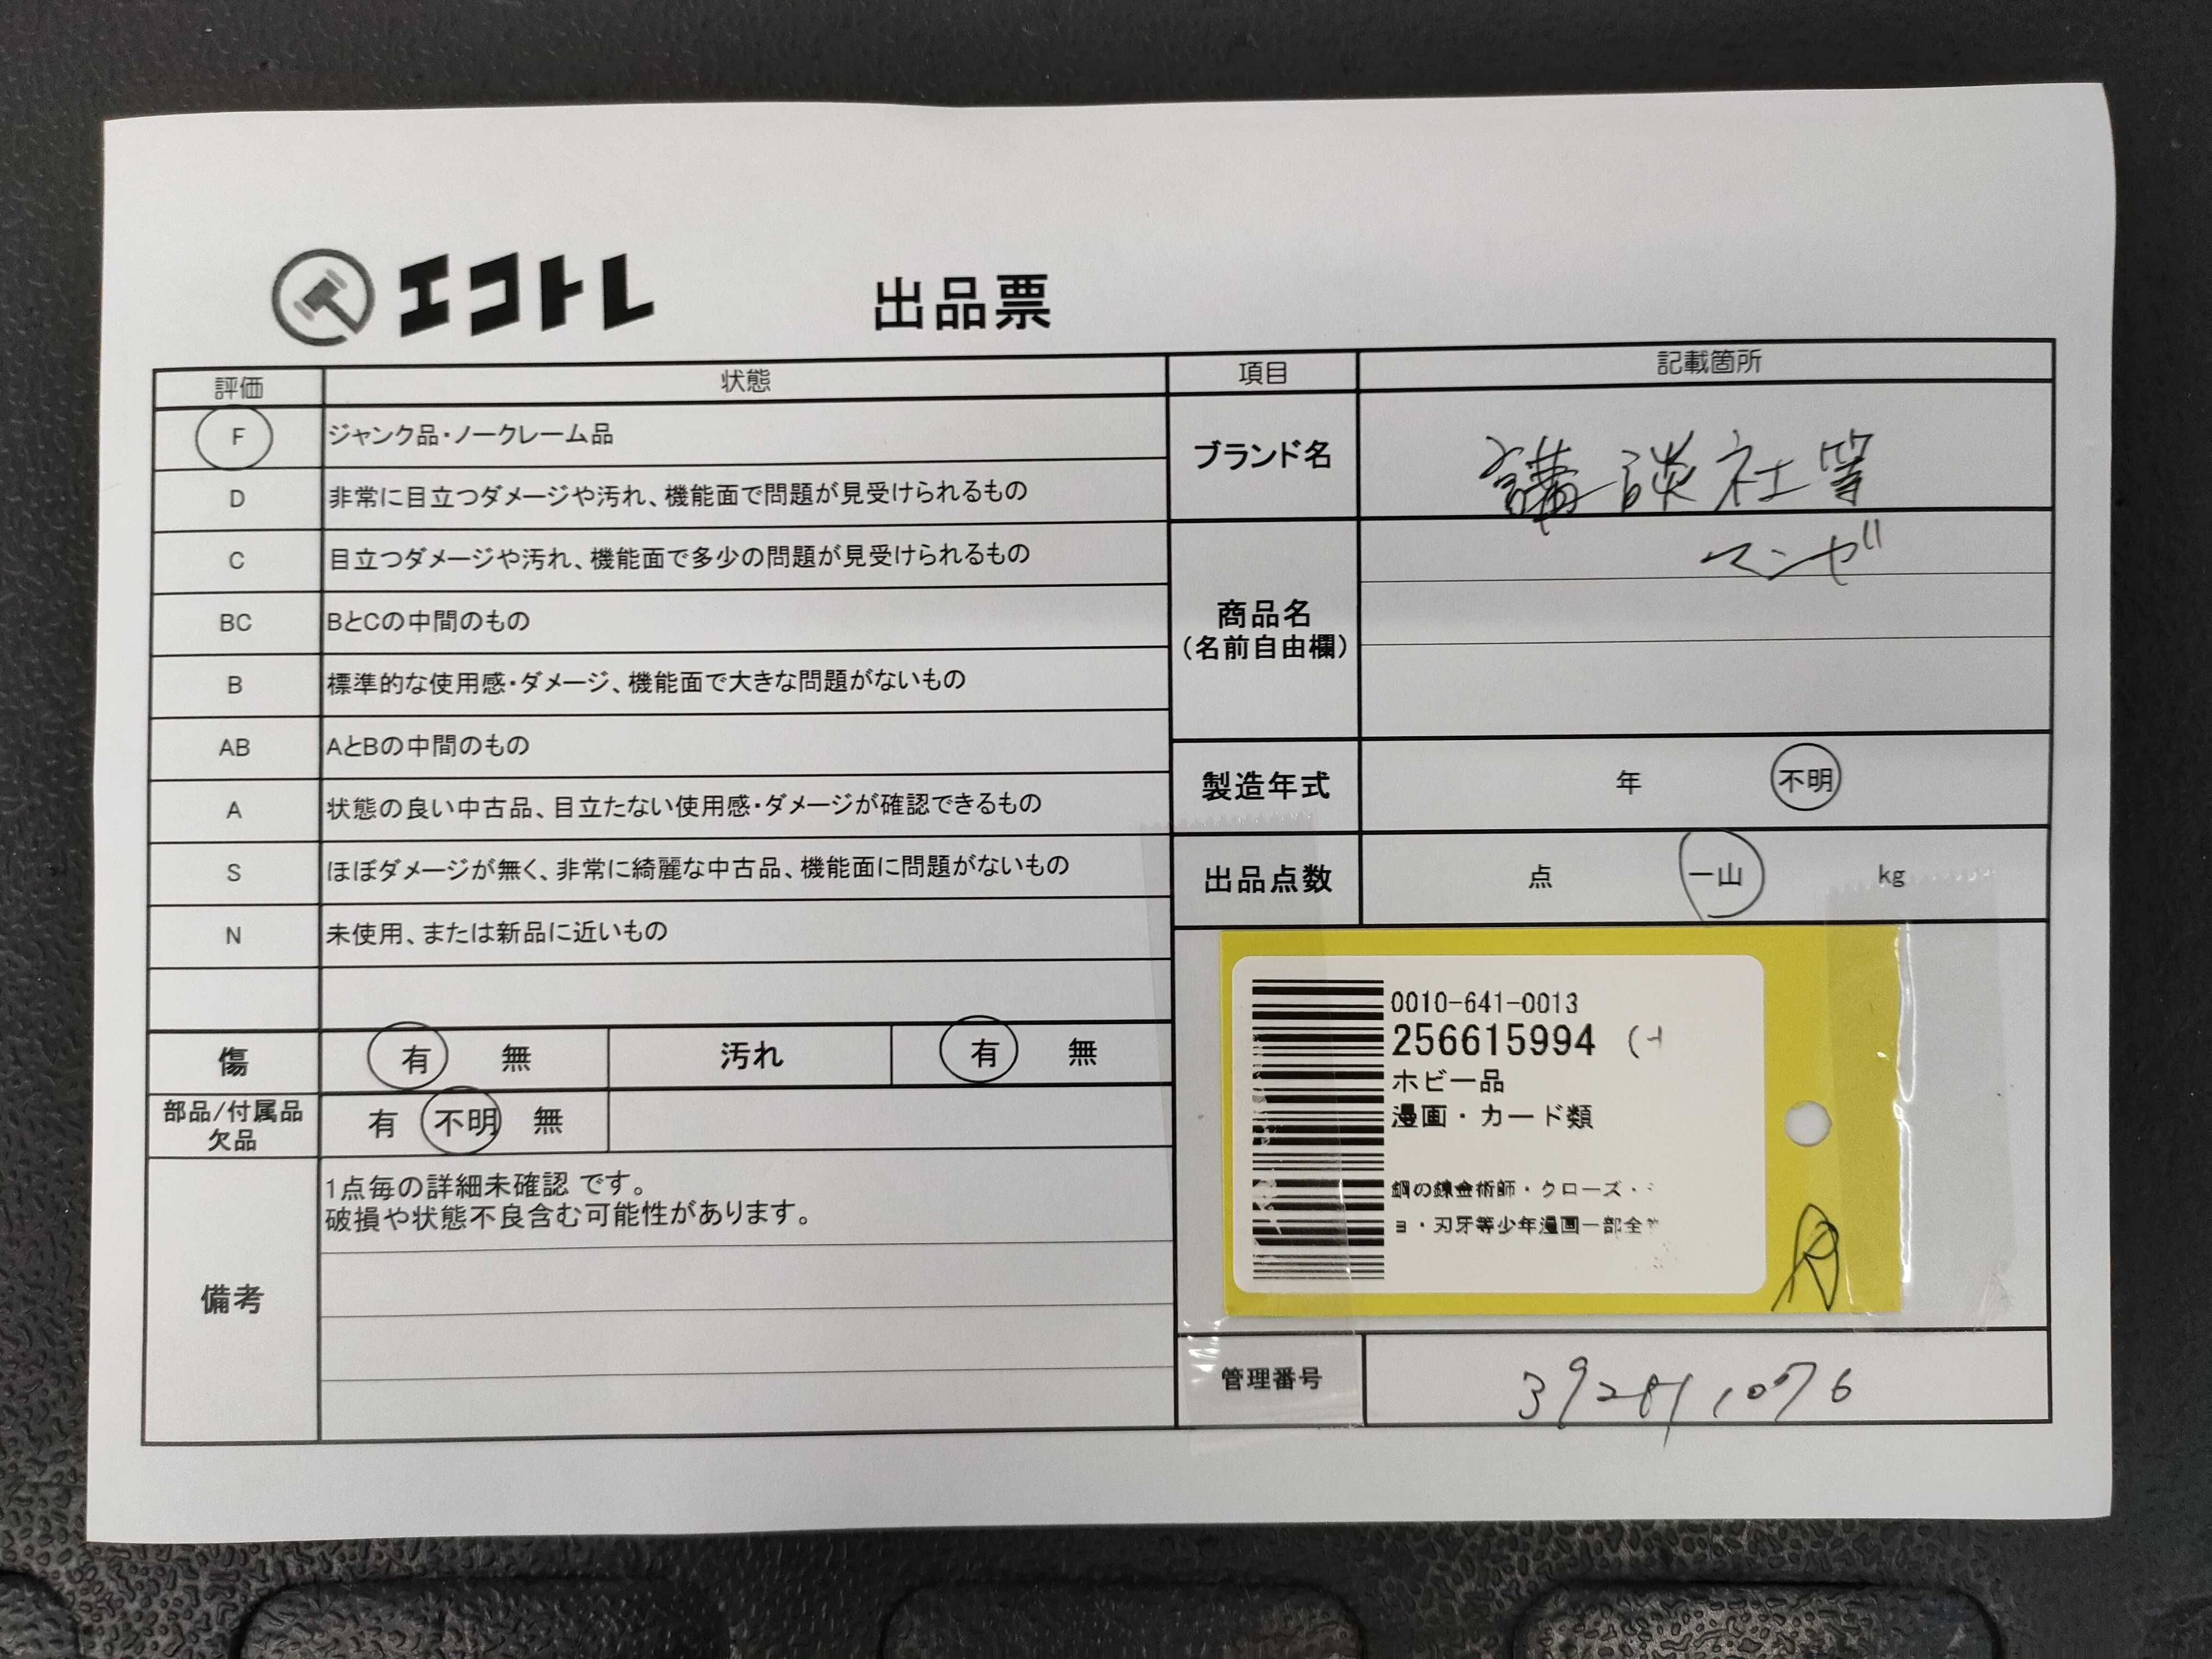 エコトレ
出品票
評価 状態
F ジャンク品・ノークレーム品
D 非常に目立つダメージや汚れ、機能面で問題が見受けられるもの
C 目立つダメージや汚れ、機能面で多少の問題が見受けられるもの
BC BとCの中間のもの
B 標準的な使用感・ダメージ、機能面で大きな問題がないもの
AB AとBの中間のもの
A 状態の良い中古品、目立たない使用感・ダメージが確認できるもの
S ほぼダメージが無く、非常に綺麗な中古品、機能面に問題がないもの
N 未使用、または新品に近いもの
傷 有 無 汚れ 有 無
部品/付属品
欠品
有 不明 無
備考
1点毎の詳細未確認 です。
破損や状態不良含む可能性があります。
項目 記載箇所
ブランド名 講談社等
商品名
(名前自由欄)
マンガ
製造年式 年 不明
出品点数 点 一山 kg
0010-641-0013
256615994
ホビー品
漫画・カード類
鋼の錬金術師・クローズ・
ョ・刃牙等少年漫画一部全
管理番号